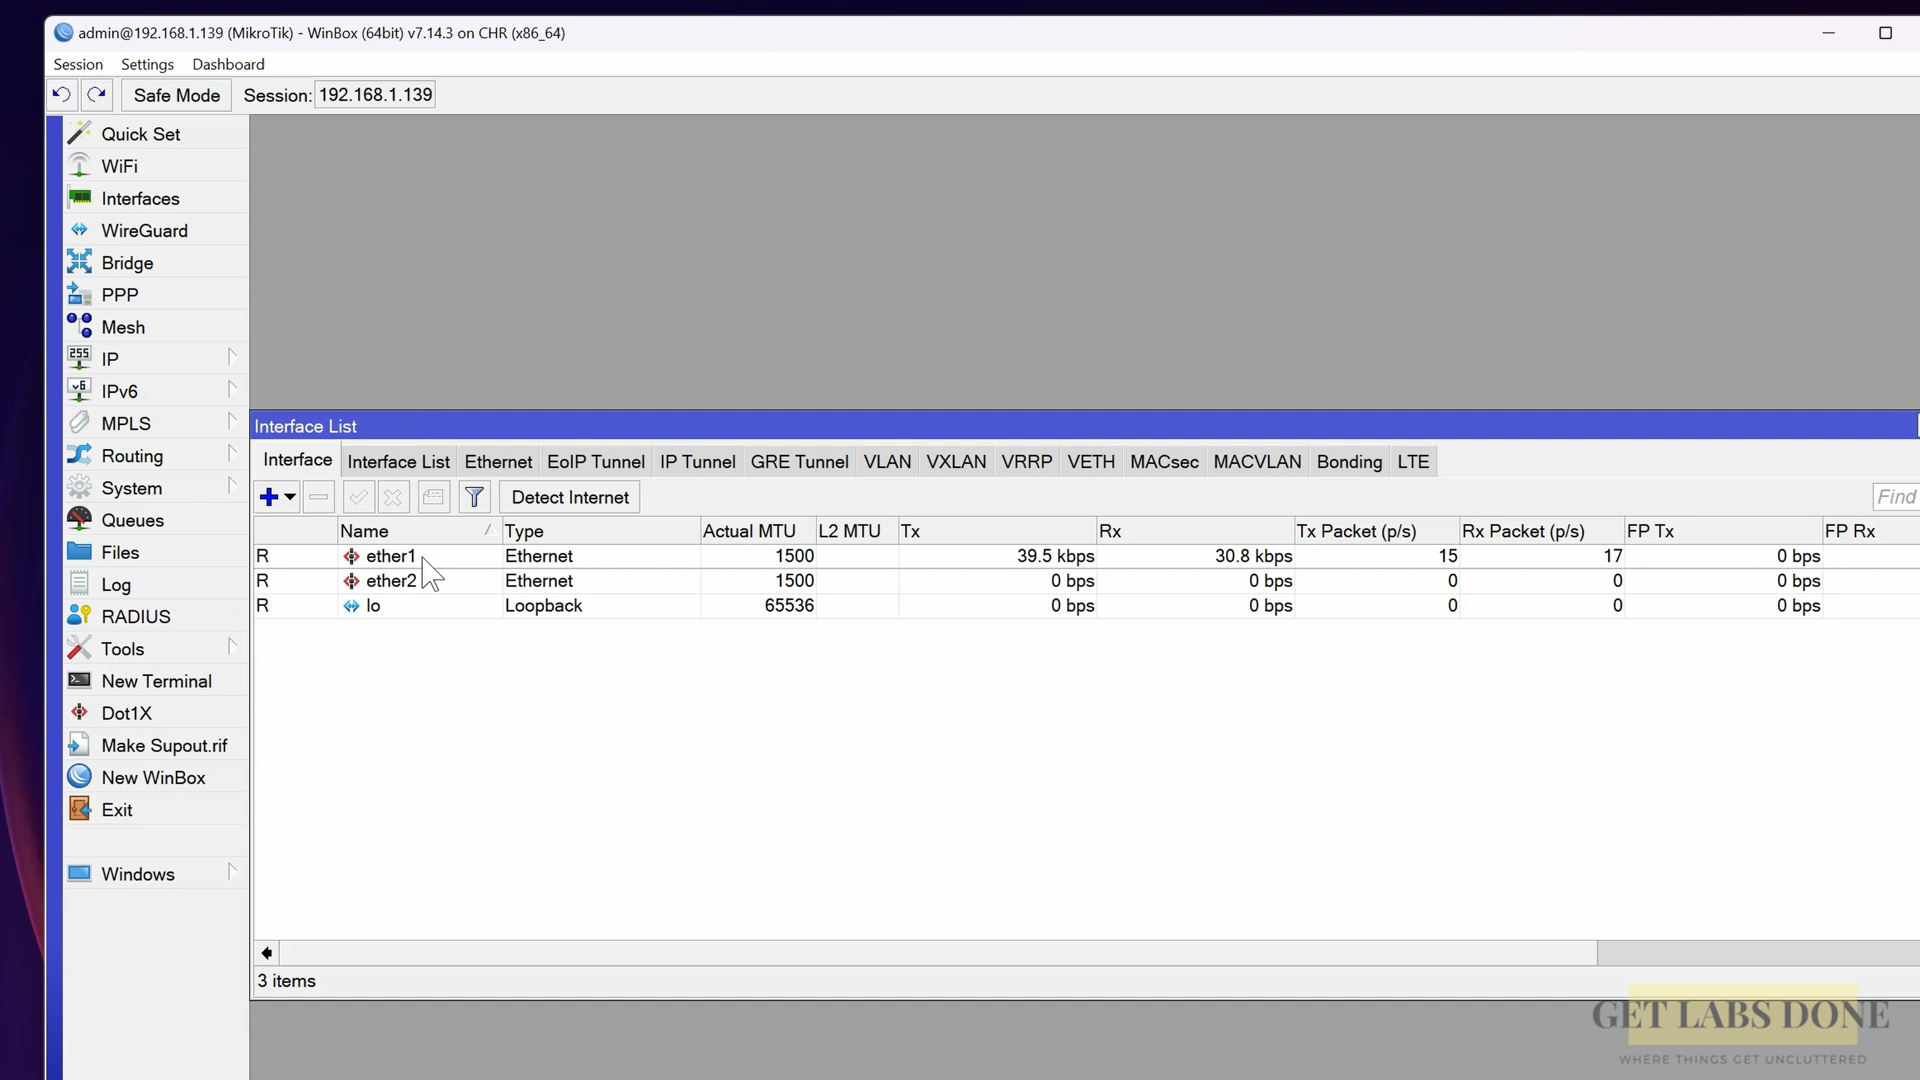 admin@192.168.1.139 (MikroTik) - WinBox (64bit) v7.14.3 on CHR (x86_64)
Session Settings Dashboard
Safe Mode Session: 192.168.1.139
Quick Set
WiFi
Interfaces
WireGuard
Bridge
PPP
Mesh
255 IP
v6 IPv6
MPLS
Routing
System
Queues
Files
Log
RADIUS
Tools
New Terminal
Dot1X
Make Supout.rif
New WinBox
Exit
Windows
Interface List
Interface Interface List Ethernet EoIP Tunnel IP Tunnel GRE Tunnel VLAN VXLAN VRRP VETH MACsec MACVLAN Bonding LTE
Detect Internet Find
Name Type Actual MTU L2 MTU Tx Rx Tx Packet (p/s) Rx Packet (p/s) FP Tx FP Rx
R ether1 Ethernet 1500 39.5 kbps 30.8 kbps 15 17 0 bps
R ether2 Ethernet 1500 0 bps 0 bps 0 0 0 bps
R lo Loopback 65536 0 bps 0 bps 0 0 0 bps
3 items
GET LABS DONE
WHERE THINGS GET UNCLUTTERED